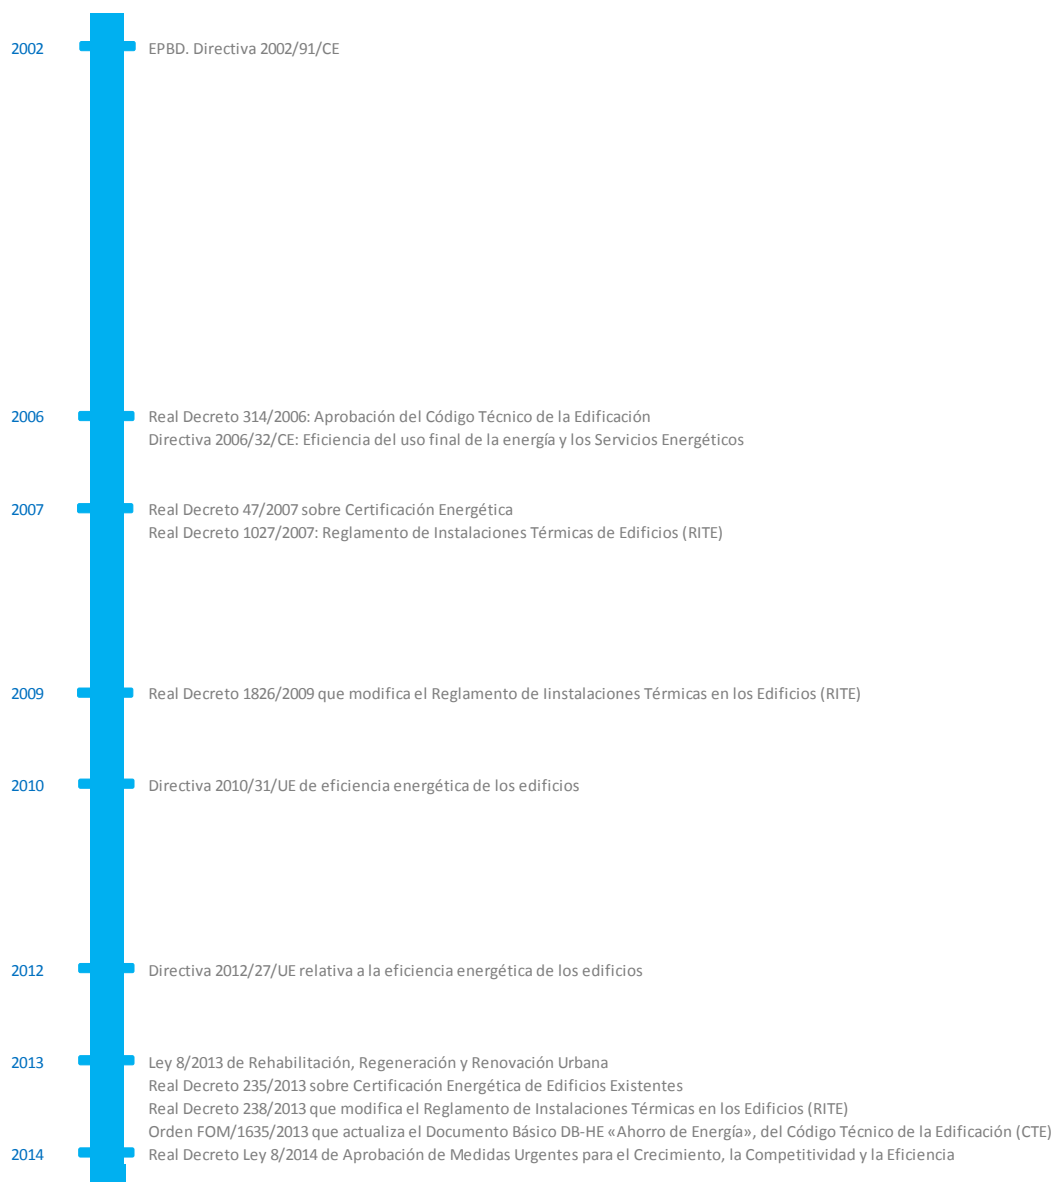 2002 EPBD. Directiva 2002/91/CE
2006 Real Decreto 314/2006: Aprobación del Código Técnico de la Edificación
Directiva 2006/32/CE: Eficiencia del uso final de la energía y los Servicios Energéticos
2007 Real Decreto 47/2007 sobre Certificación Energética
Real Decreto 1027/2007: Reglamento de Instalaciones Térmicas de Edificios (RITE)
2009 Real Decreto 1826/2009 que modifica el Reglamento de Iinstalaciones Térmicas en los Edificios (RITE)
2010 Directiva 2010/31/UE de eficiencia energética de los edificios
2012 Directiva 2012/27/UE relativa a la eficiencia energética de los edificios
2013 Ley 8/2013 de Rehabilitación, Regeneración y Renovación Urbana
Real Decreto 235/2013 sobre Certificación Energética de Edificios Existentes
Real Decreto 238/2013 que modifica el Reglamento de Instalaciones Térmicas en los Edificios (RITE)
Orden FOM/1635/2013 que actualiza el Documento Básico DB-HE «Ahorro de Energía», del Código Técnico de la Edificación (CTE)
2014 Real Decreto Ley 8/2014 de Aprobación de Medidas Urgentes para el Crecimiento, la Competitividad y la Eficiencia